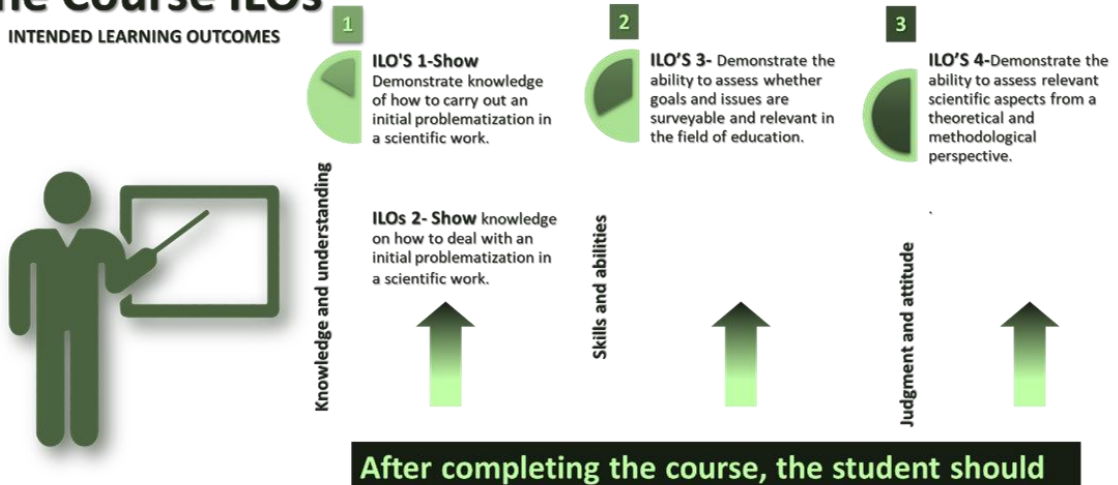 he Course ILOs
INTENDED LEARNING OUTCOMES
1
ILO'S 1-Show
Demonstrate knowledge
of how to carry out an
initial problematization in
a scientific work.
ILOs 2- Show knowledge
on how to deal with an
initial problematization in
a scientific work.
Knowledge and understanding
2
ILO'S 3- Demonstrate the
ability to assess whether
goals and issues are
surveyable and relevant in
the field of education.
Skills and abilities
3
ILO'S 4-Demonstrate the
ability to assess relevant
scientific aspects from a
theoretical and
methodological
perspective.
Judgment and attitude
After completing the course, the student should